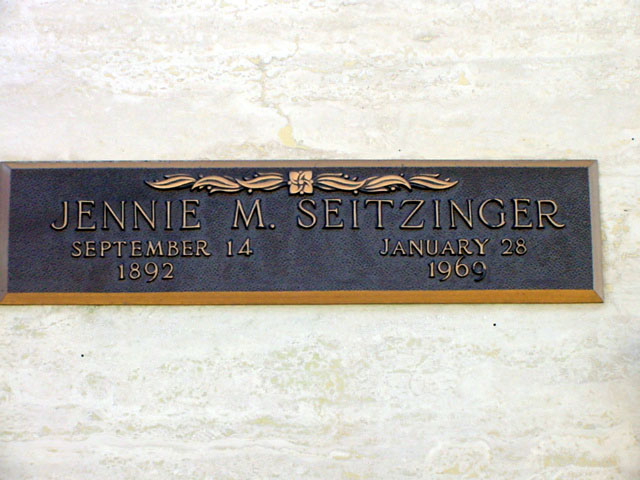 JENNIE M. SEITZINGER
SEPTEMBER 14 JANUARY 28
1892 1969